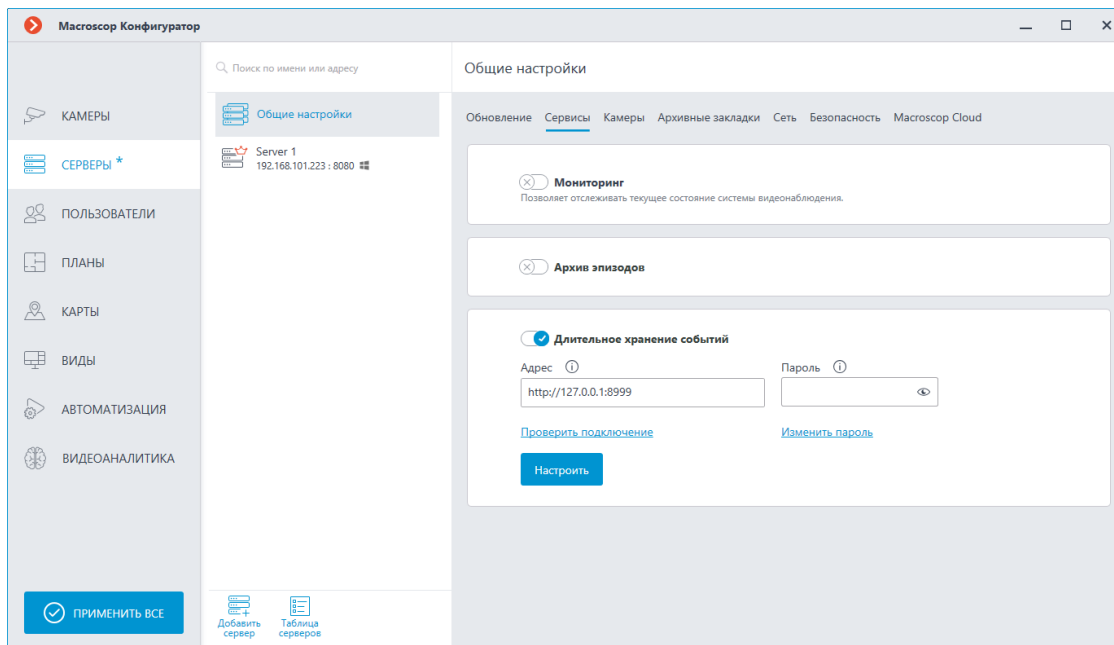 Macroscop Конфигуратор
КАМЕРЫ
СЕРВЕРЫ *
ПОЛЬЗОВАТЕЛИ
ПЛАНЫ
КАРТЫ
ВИДЫ
АВТОМАТИЗАЦИЯ
ВИДЕОАНАЛИТИКА
ПРИМЕНИТЬ ВСЕ
Поиск по имени или адресу
Общие настройки
Server 1
192.168.101.223 : 8080
Добавить
сервер
Таблица
серверов
Общие настройки
Обновление Сервисы Камеры Архивные закладки Сеть Безопасность Macroscop Cloud
Мониторинг
Позволяет отслеживать текущее состояние системы видеонаблюдения.
Архив эпизодов
Длительное хранение событий
Адрес Пароль
http://127.0.0.1:8999
Проверить подключение Изменить пароль
Настроить